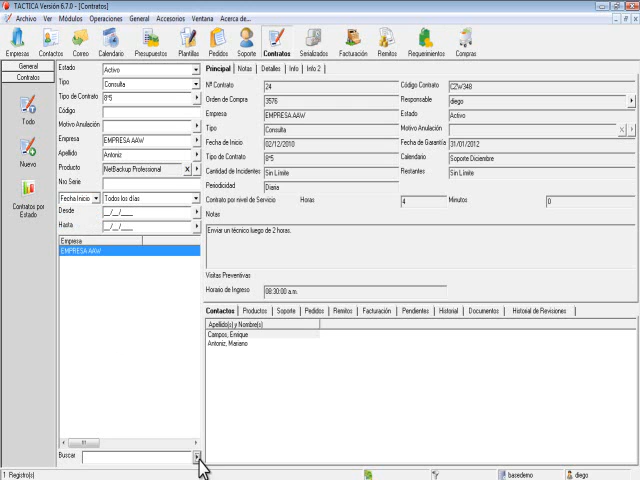 TACTICA Versión 6.7.0 - [Contratos]
Archivo Ver Módulos Operaciones General Accesorios Ventana Acerca de...
Empresas Contactos Correo Calendario Presupuestos Plantillas Pedidos Soporte Contratos Serializados Facturación Remitos Requerimientos Compras
General
Contratos
Todo
Nuevo
Contratos por Estado
Estado Activo
Tipo Consulta
Tipo de Contrato 8*5
Código
Motivo Anulación
Empresa EMPRESA AAW
Apellido Antoniz
Producto NetBackup Professional X
Nro Serie
Fecha Inicio Todos los días
Desde __/__/____
Hasta __/__/____
Empresa
EMPRESA AAW
Buscar
Principal Notas Detalles Info Info 2
Nº Contrato 24 Código Contrato CZW348
Orden de Compra 3576 Responsable diego
Empresa EMPRESA AAW Estado Activo
Tipo Consulta Motivo Anulación X
Fecha de Inicio 02/12/2010 Fecha de Garantía 31/01/2012
Tipo de Contrato 8*5 Calendario Soporte Diciembre
Cantidad de Incidentes Sin Límite Restantes Sin Límite
Periodicidad Diaria
Contrato por nivel de Servicio Horas 4 Minutos 0
Notas
Enviar un técnico luego de 2 horas.
Visitas Preventivas
Horario de Ingreso 08:30:00 a.m.
Contactos Productos Soporte Pedidos Remitos Facturación Pendientes Historial Documentos Historial de Revisiones
Apellido(s) y Nombre(s)
Campos, Enrique
Antoniz, Mariano
1 Registro(s) basedemo diego